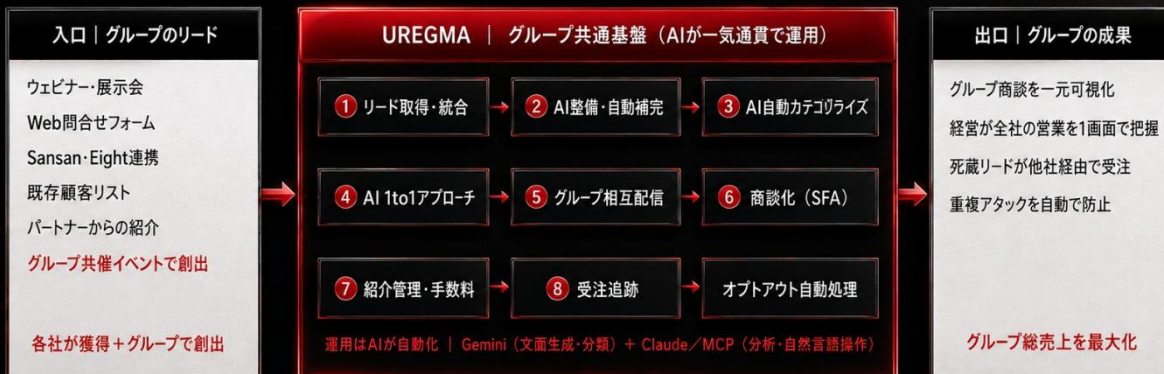 入口｜グループのリード
ウェビナー・展示会
Web問合せフォーム
Sansan・Eight連携
既存顧客リスト
パートナーからの紹介
グループ共催イベントで創出
各社が獲得＋グループで創出
UREGMA ｜ グループ共通基盤（AIが一気通貫で運用）
1 リード取得・統合
2 AI整備・自動補完
3 AI自動カテゴライズ
4 AI 1to1アプローチ
5 グループ相互配信
6 商談化（SFA）
7 紹介管理・手数料
8 受注追跡
オプトアウト自動処理
運用はAIが自動化 ｜ Gemini（文面生成・分類）＋ Claude／MCP（分析・自然言語操作）
出口｜グループの成果
グループ商談を一元可視化
経営が全社の営業を1画面で把握
死蔵リードが他社経由で受注
重複アタックを自動で防止
グループ総売上を最大化